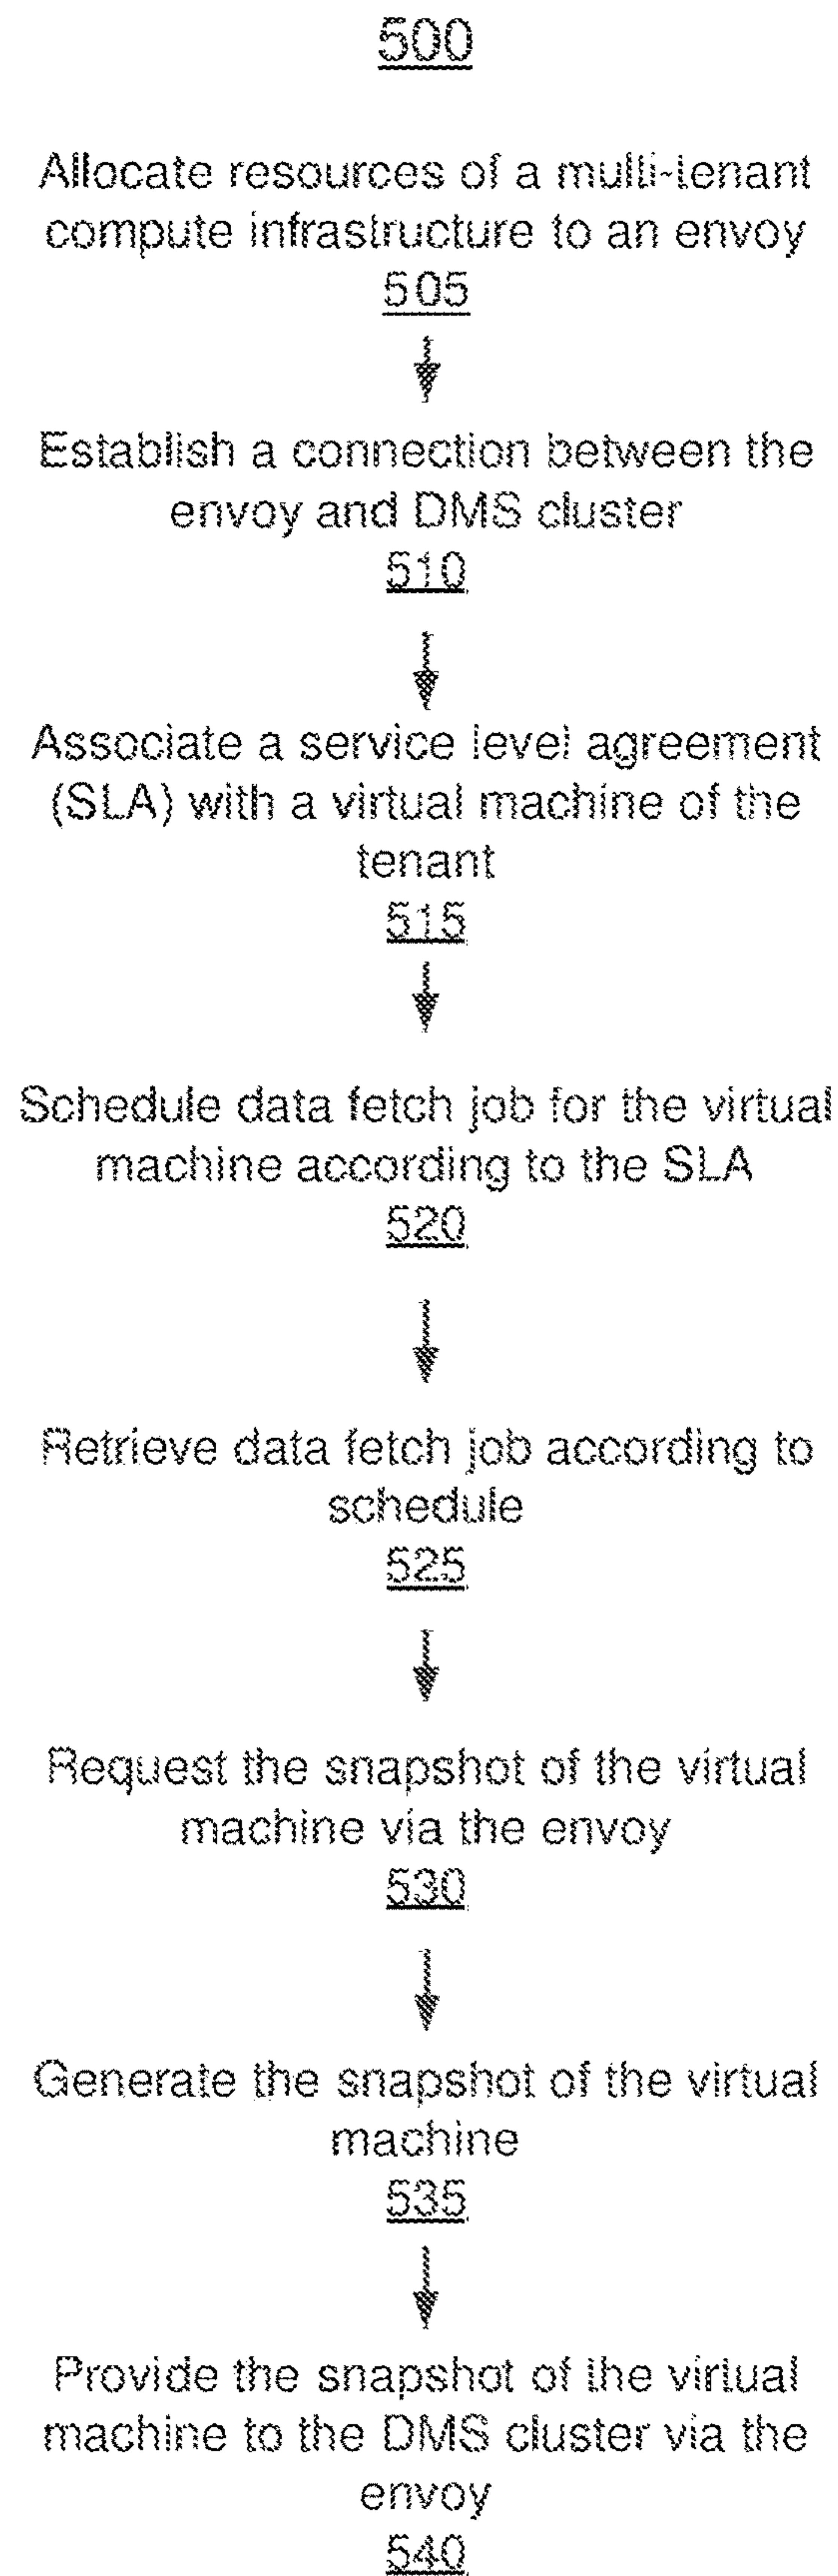 500
Allocate resources of a multi-tenant
compute infrastructure to an envoy
505
Establish a connection between the
envoy and DMS cluster
510
Associate a service level agreement
(SLA) with a virtual machine of the
tenant
515
Schedule data fetch job for the virtual
machine according to the SLA
520
Retrieve data fetch job according to
schedule
525
Request the snapshot of the virtual
machine via the envoy
530
Generate the snapshot of the virtual
machine
535
Provide the snapshot of the virtual
machine to the DMS cluster via the
envoy
540